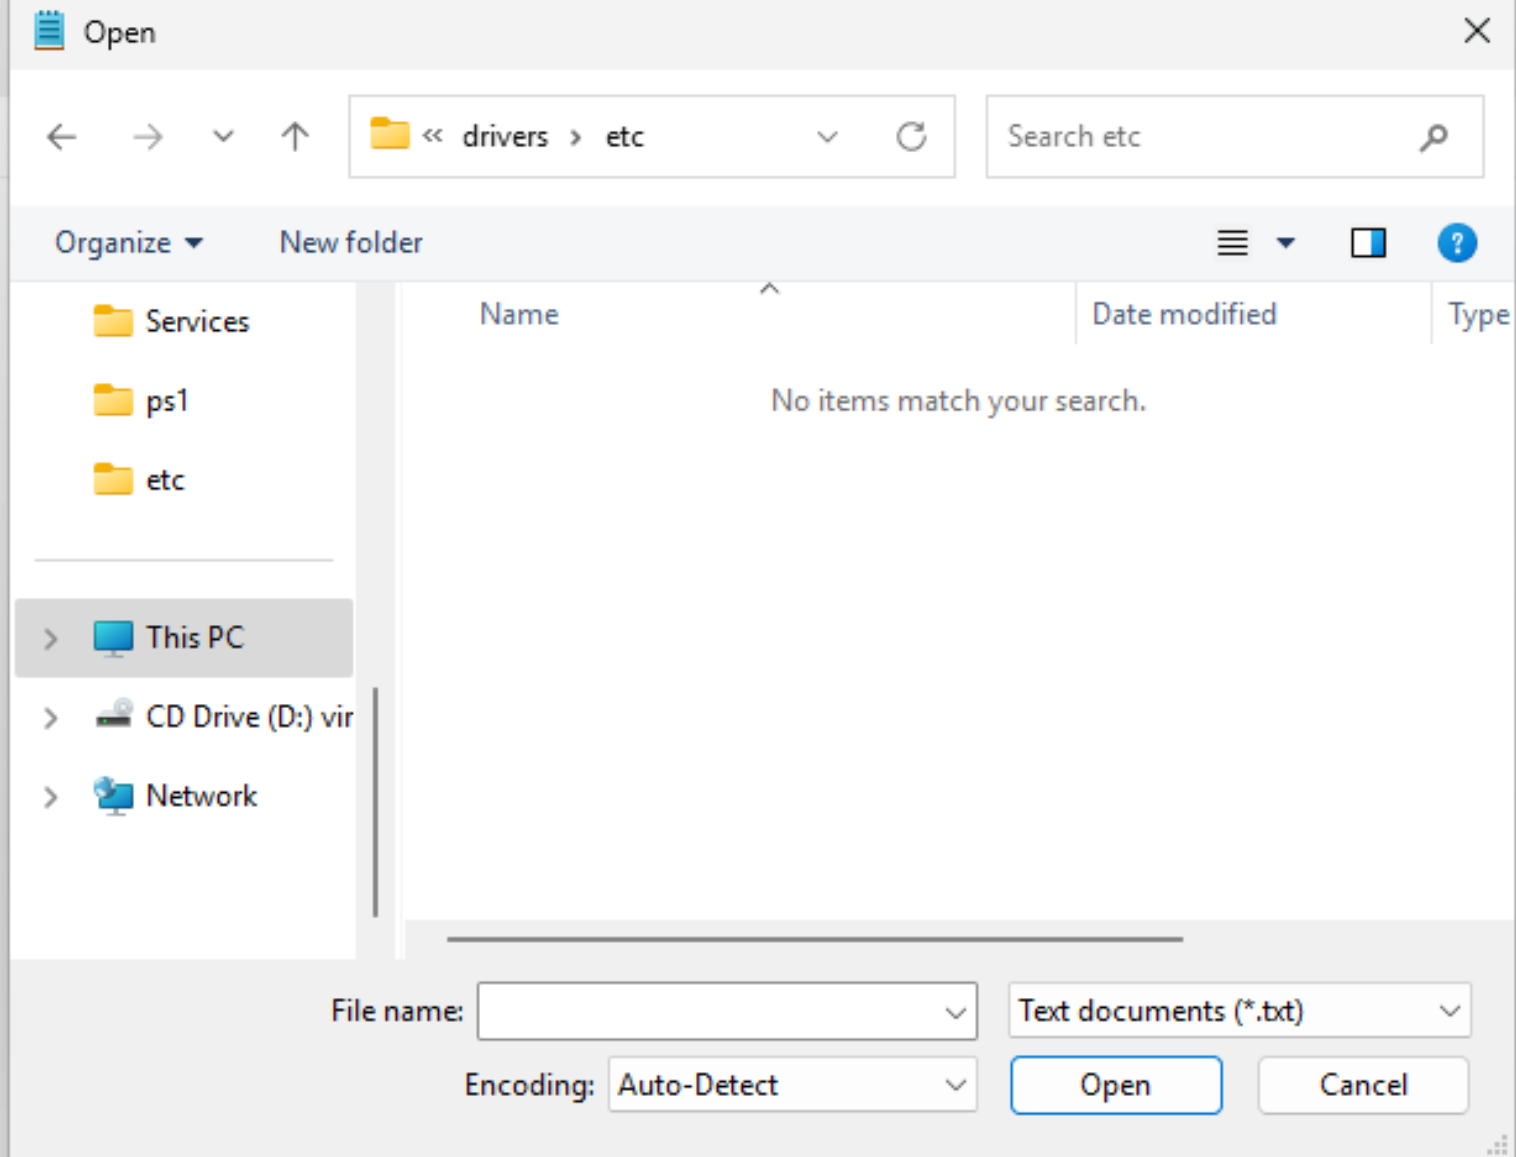 Open
« drivers > etc
Search etc
Organize
New folder
?
Name
Date modified
Type
Services
ps1
etc
No items match your search.
This PC
CD Drive (D:) vir
Network
File name:
Text documents (*.txt)
Encoding:
Auto-Detect
Open
Cancel